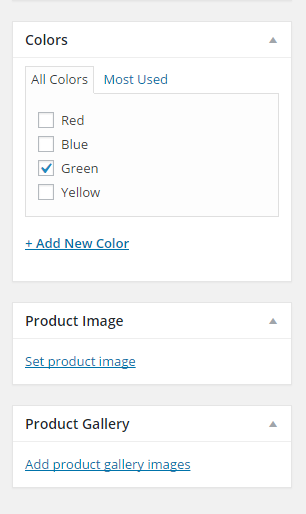 Colors
All Colors Most Used
Red
Blue
Green
Yellow
+ Add New Color
Product Image
Set product image
Product Gallery
Add product gallery images